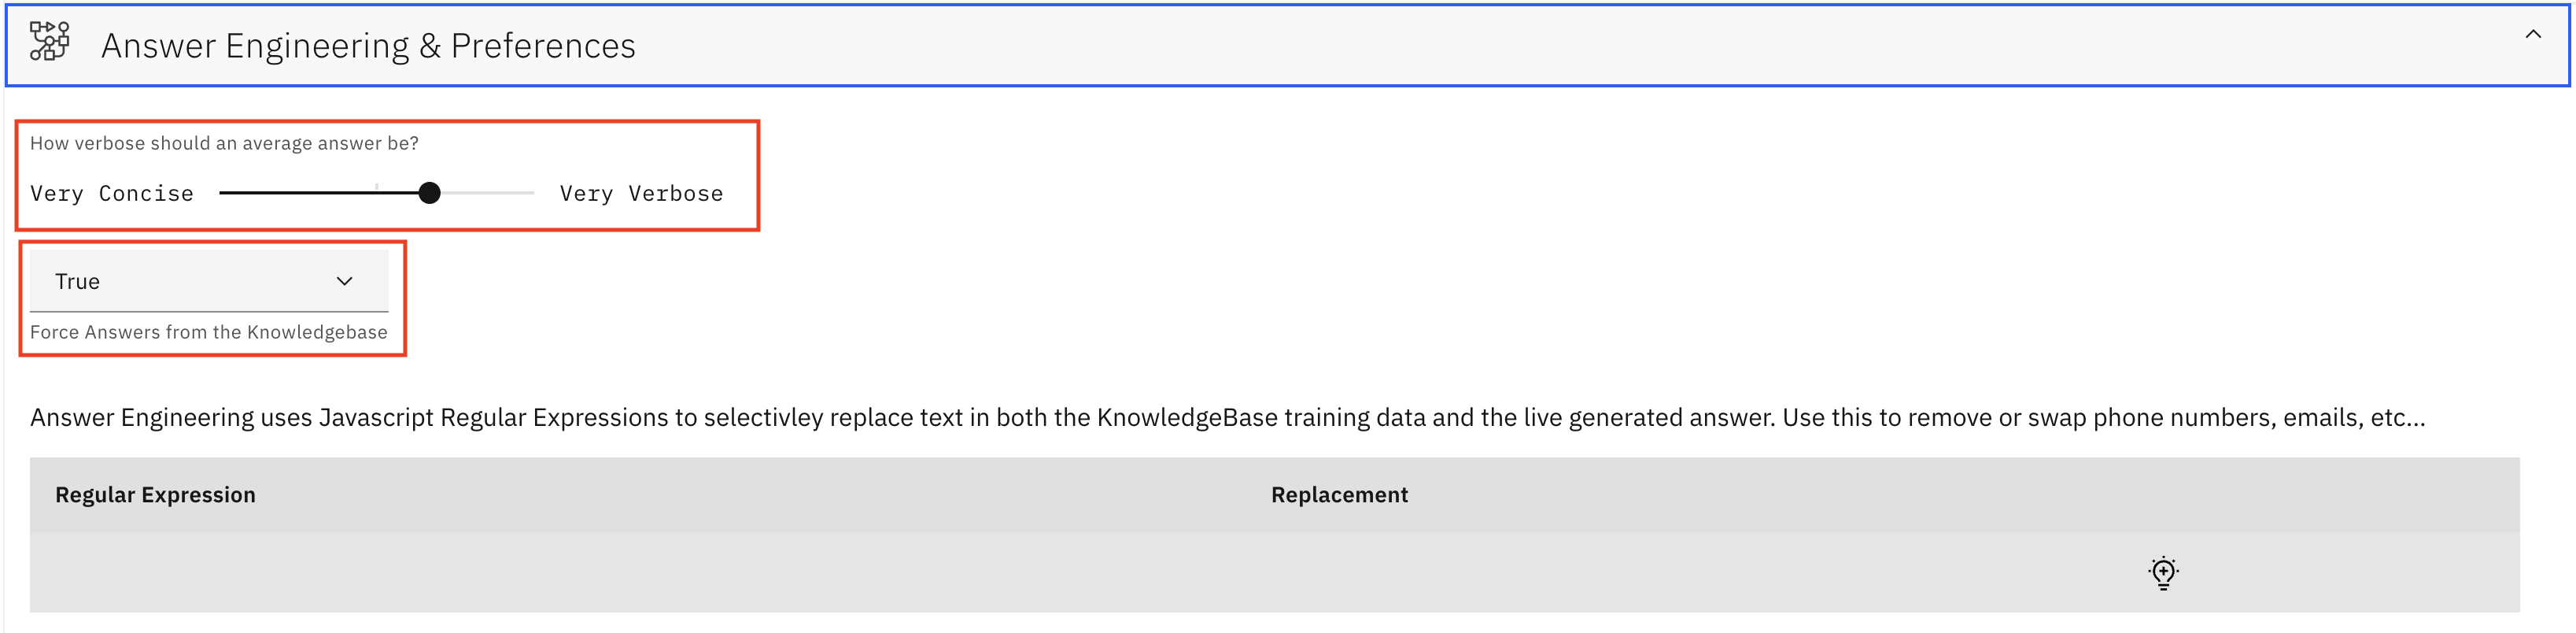 Answer Engineering & Preferences
How verbose should an average answer be?
Very Concise Very Verbose
True
Force Answers from the Knowledgebase
Answer Engineering uses Javascript Regular Expressions to selectivley replace text in both the KnowledgeBase training data and the live generated answer. Use this to remove or swap phone numbers, emails, etc...
Regular Expression Replacement